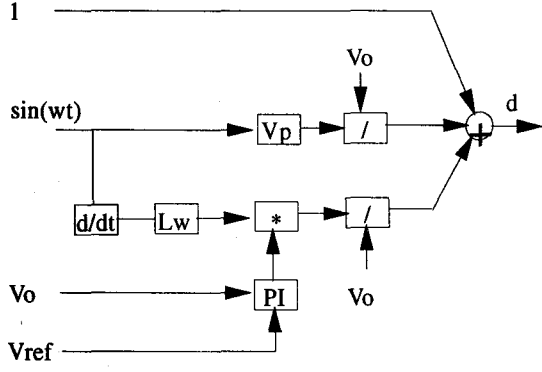 1
Vo
sin(wt)
d
Vp
/
+
d/dt
Lw
*
/
Vo
PI
Vo
Vref